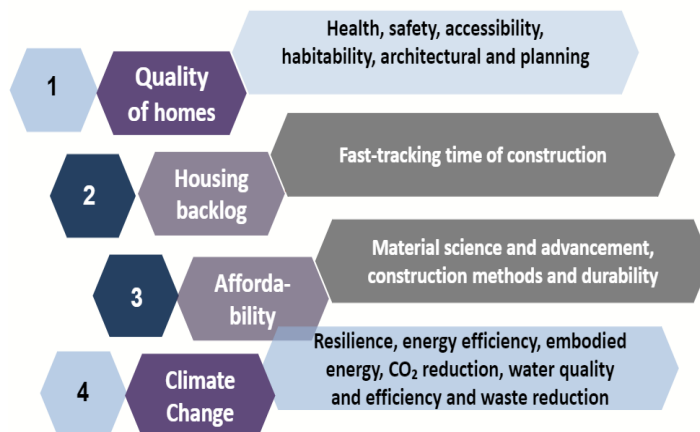 1
Quality
of homes
Health, safety, accessibility,
habitability, architectural and planning
2
Housing
backlog
Fast-tracking time of construction
3
Afforda-
bility
Material science and advancement,
construction methods and durability
4
Climate
Change
Resilience, energy efficiency, embodied
energy, CO₂ reduction, water quality
and efficiency and waste reduction